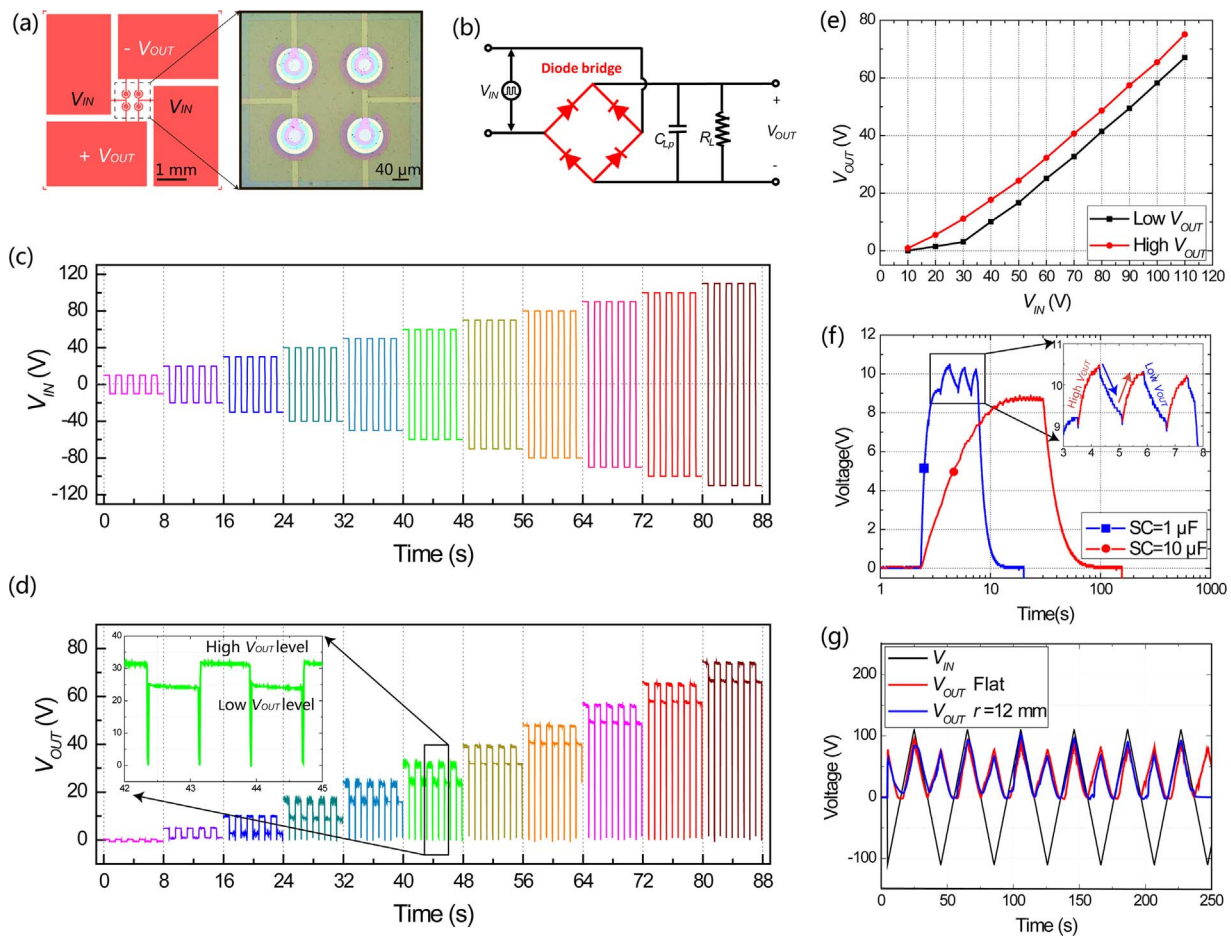 (a)
- VOUT
VIN
VIN
+ VOUT
1 mm
40 µm
(b)
Diode bridge
VIN
CLp
RL
+
VOUT
-
(c)
VIN (V)
120
80
40
0
-40
-80
-120
0 8 16 24 32 40 48 56 64 72 80 88
Time (s)
(d)
VOUT (V)
80
60
40
20
0
0 8 16 24 32 40 48 56 64 72 80 88
Time (s)
High VOUT level
Low VOUT level
40
30
20
10
0
42 43 44 45
(e)
VOUT (V)
80
60
40
20
0
0 10 20 30 40 50 60 70 80 90 100 110 120
VIN (V)
Low VOUT
High VOUT
(f)
Voltage(V)
12
10
8
6
4
2
0
1 10 100 1000
Time(s)
SC=1 µF
SC=10 µF
High VOUT
Low VOUT
11
10
9
3 4 5 6 7 8
(g)
VIN
VOUT Flat
VOUT r=12 mm
Voltage (V)
200
100
0
-100
0 50 100 150 200 250
Time (s)